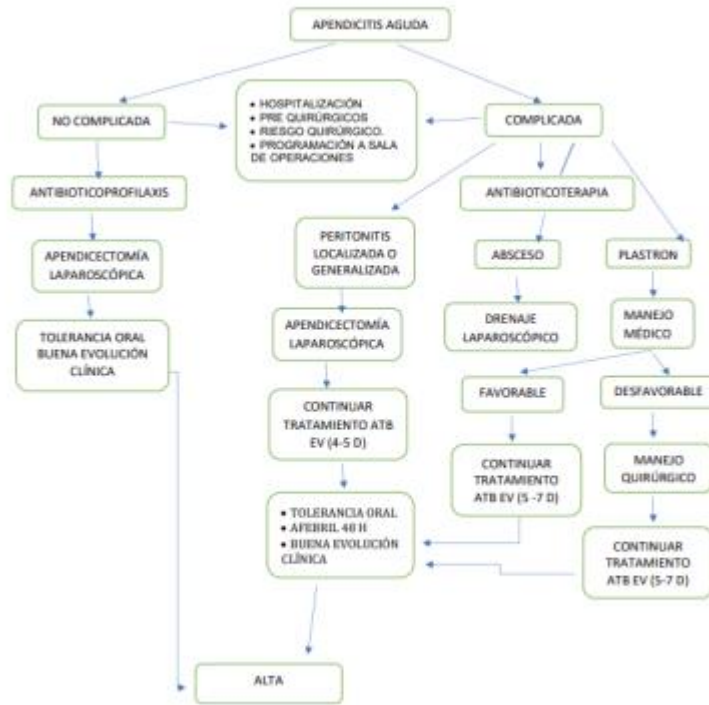 APENDICITIS AGUDA
NO COMPLICADA
• HOSPITALIZACIÓN
• PRE QUIRÚRGICOS
• RIESGO QUIRÚRGICO.
• PROGRAMACIÓN A SALA
DE OPERACIONES
COMPLICADA
ANTIBIOTICOPROFILAXIS
ANTIBIOTICOTERAPIA
APENDICECTOMÍA
LAPAROSCÓPICA
PERITONITIS
LOCALIZADA O
GENERALIZADA
ABSCESO
PLASTRON
TOLERANCIA ORAL
BUENA EVOLUCIÓN
CLÍNICA
APENDICECTOMÍA
LAPAROSCÓPICA
DRENAJE
LAPAROSCÓPICO
MANEJO
MÉDICO
FAVORABLE
DESFAVORABLE
CONTINUAR
TRATAMIENTO ATB
EV (4-5 D)
CONTINUAR
TRATAMIENTO
ATB EV (5 -7 D)
MANEJO
QUIRÚRGICO
• TOLERANCIA ORAL
• AFEBRIL 48 H
• BUENA EVOLUCIÓN
CLÍNICA
CONTINUAR
TRATAMIENTO
ATB EV (5-7 D)
ALTA